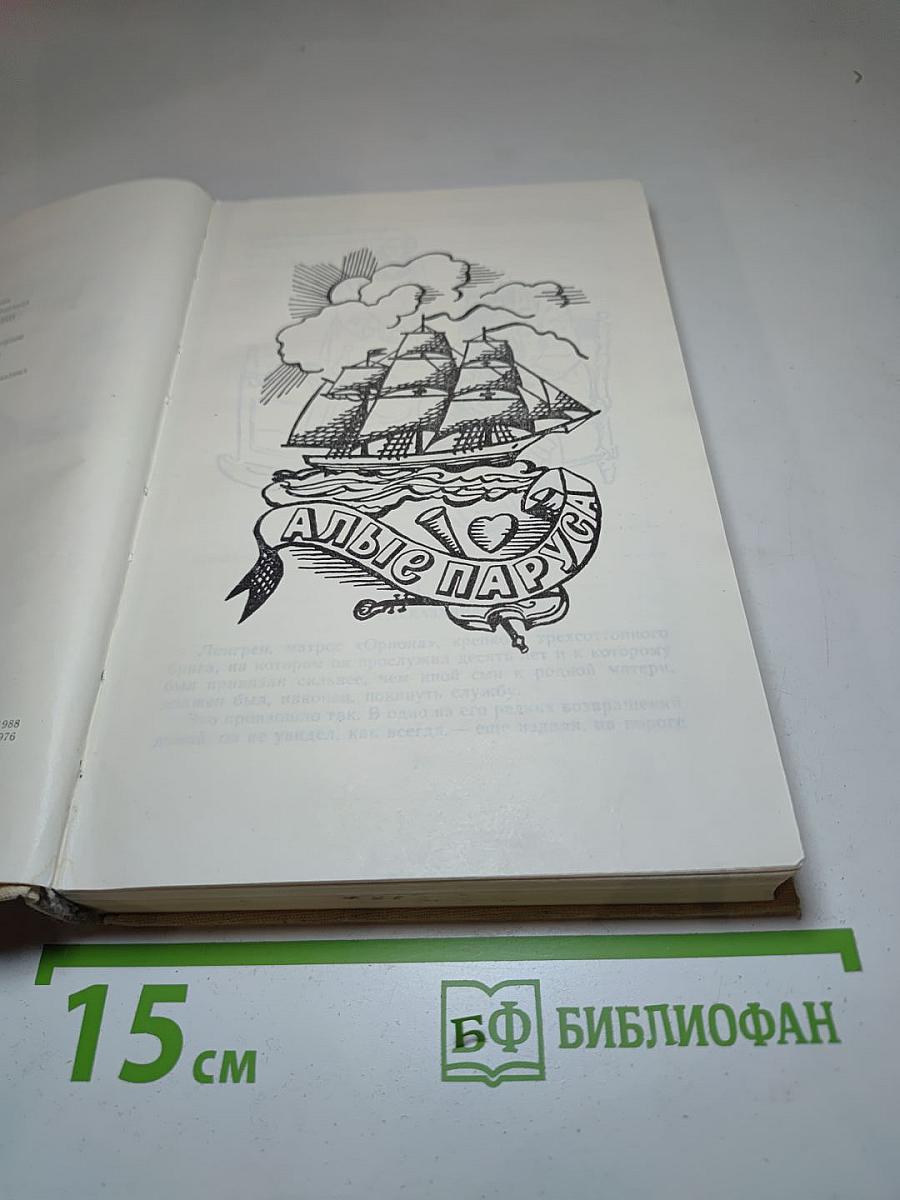 1988
976
АЛЫЕ ПАРУСА
Лонгрен, матрос «Ориона», крепкого трехсоттонного
брига, на котором он прослужил десять лет и к которому
был привязан сильнее, чем иной сын к родной матери,
должен был, наконец, покинуть службу.
Это произошло так. В одно из его редких возвращений
домой, он не увидел, как всегда,— еще издали, на пороге
15 см
БФ БИБЛИОФАН